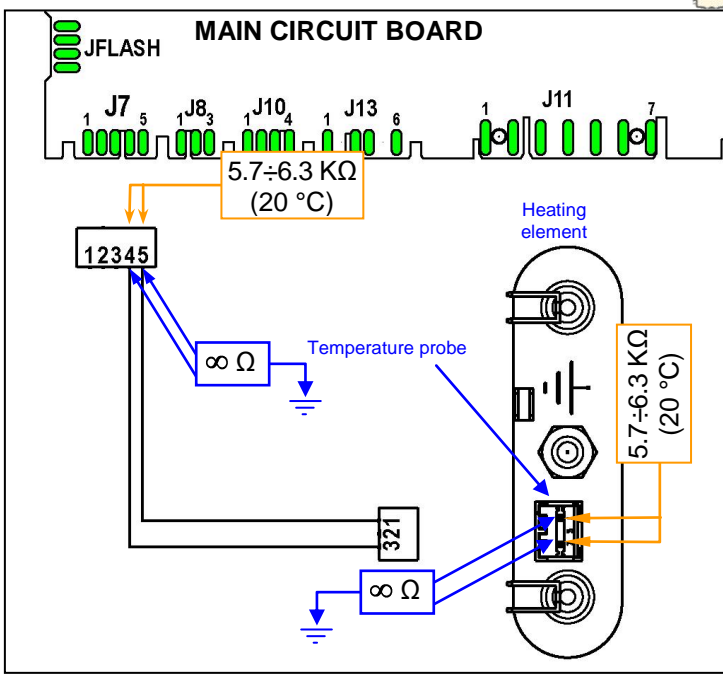 MAIN CIRCUIT BOARD
JFLASH
J7
J8
J10
J13
J11
1 5
1 3
1 4
1 6
1 7
5.7÷6.3 KΩ
(20 °C)
12345
Heating
element
∞ Ω
Temperature probe
5.7÷6.3 KΩ
(20 °C)
321
∞ Ω